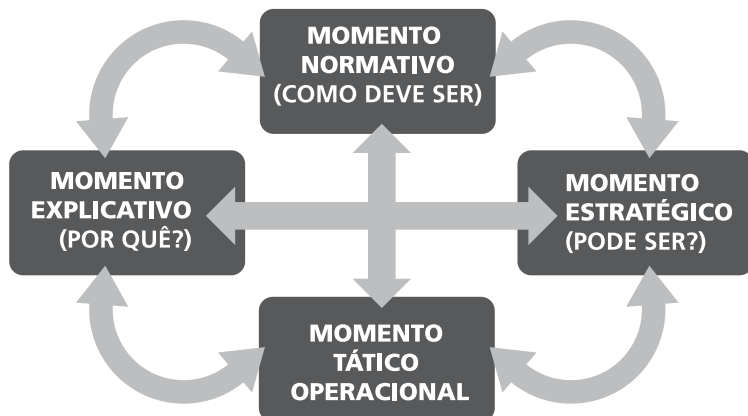 MOMENTO
NORMATIVO
(COMO DEVE SER)
MOMENTO
EXPLICATIVO
(POR QUÊ?)
MOMENTO
ESTRATÉGICO
(PODE SER?)
MOMENTO
TÁTICO
OPERACIONAL